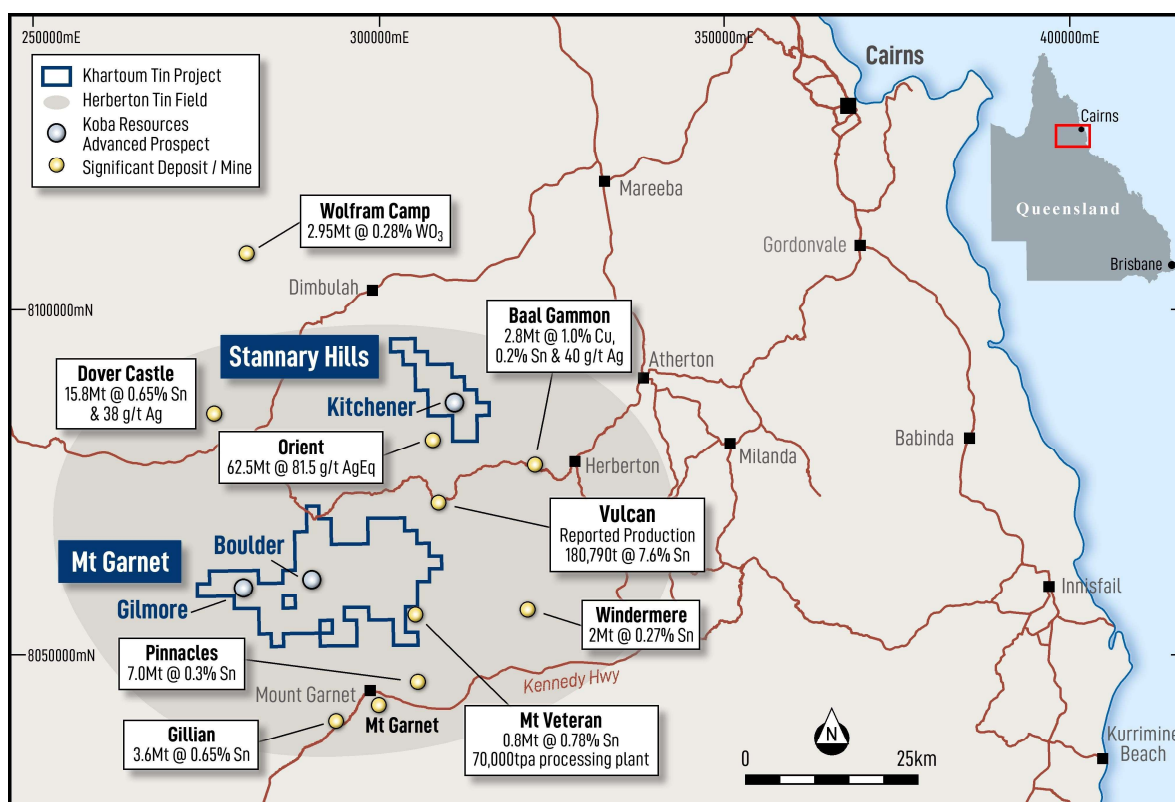 250000mE
300000mE
350000mE
400000mE
Khartoum Tin Project
Herberton Tin Field
Koba Resources
Advanced Prospect
Significant Deposit / Mine
Cairns
Cairns
Queensland
Brisbane
Mareeba
Wolfram Camp
2.95Mt @ 0.28% WO₃
Gordonvale
Dimbulah
8100000mN
Baal Gammon
2.8Mt @ 1.0% Cu,
0.2% Sn & 40 g/t Ag
Stannary Hills
Atherton
Dover Castle
15.8Mt @ 0.65% Sn
& 38 g/t Ag
Kitchener
Orient
62.5Mt @ 81.5 g/t AgEq
Babinda
Milanda
Herberton
Vulcan
Reported Production
180,790t @ 7.6% Sn
Boulder
Mt Garnet
Gilmore
Innisfail
Windermere
2Mt @ 0.27% Sn
8050000mN
Pinnacles
7.0Mt @ 0.3% Sn
Kennedy Hwy
Mount Garnet
Mt Garnet
Gillian
3.6Mt @ 0.65% Sn
Mt Veteran
0.8Mt @ 0.78% Sn
70,000tpa processing plant
N
0
25km
Kurrimine
Beach